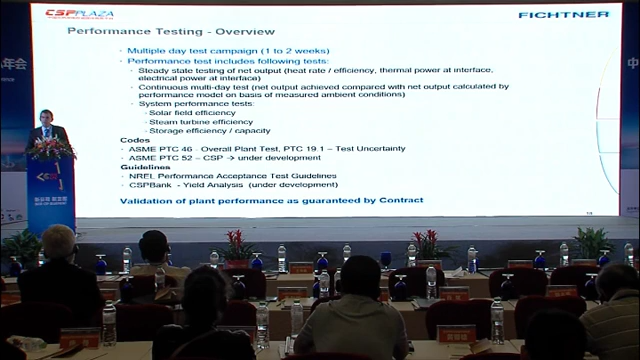 CSPPLAZA
FICHTNER
Performance Testing - Overview
· Multiple day test campaign (1 to 2 weeks)
· Performance test includes following tests:
› Steady state testing of net output (heat rate / efficiency, thermal power at interface,
electrical power at interface)
› Continuous multi-day test (net output achieved compared with net output calculated by
performance model on basis of measured ambient conditions)
› System performance tests:
- Solar field efficiency
- Steam turbine efficiency
- Storage efficiency / capacity
Codes
› ASME PTC 46 - Overall Plant Test, PTC 19.1 – Test Uncertainty
› ASME PTC 52 – CSP → under development
Guidelines
› NREL Performance Acceptance Test Guidelines
› CSPBank - Yield Analysis (under development)
Validation of plant performance as guaranteed by Contract
年会
中